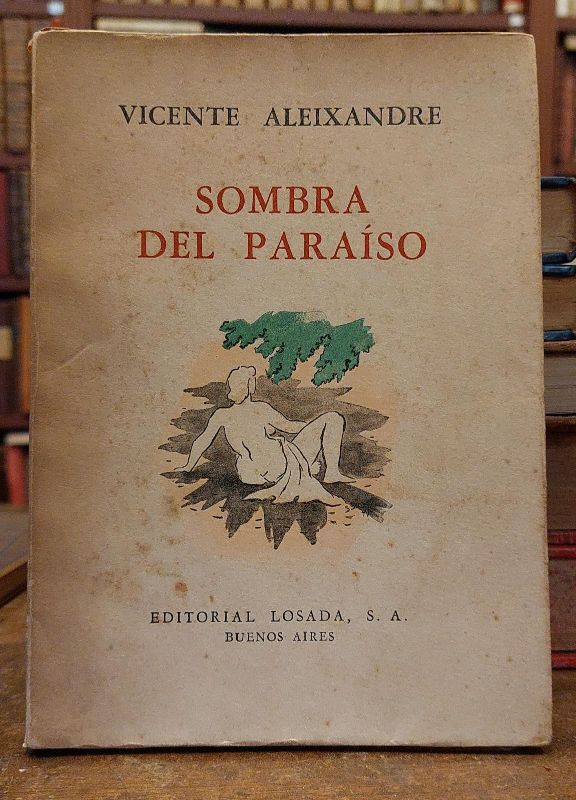 VICENTE ALEIXANDRE
SOMBRA
DEL PARAÍSO
EDITORIAL LOSADA, S. A.
BUENOS AIRES